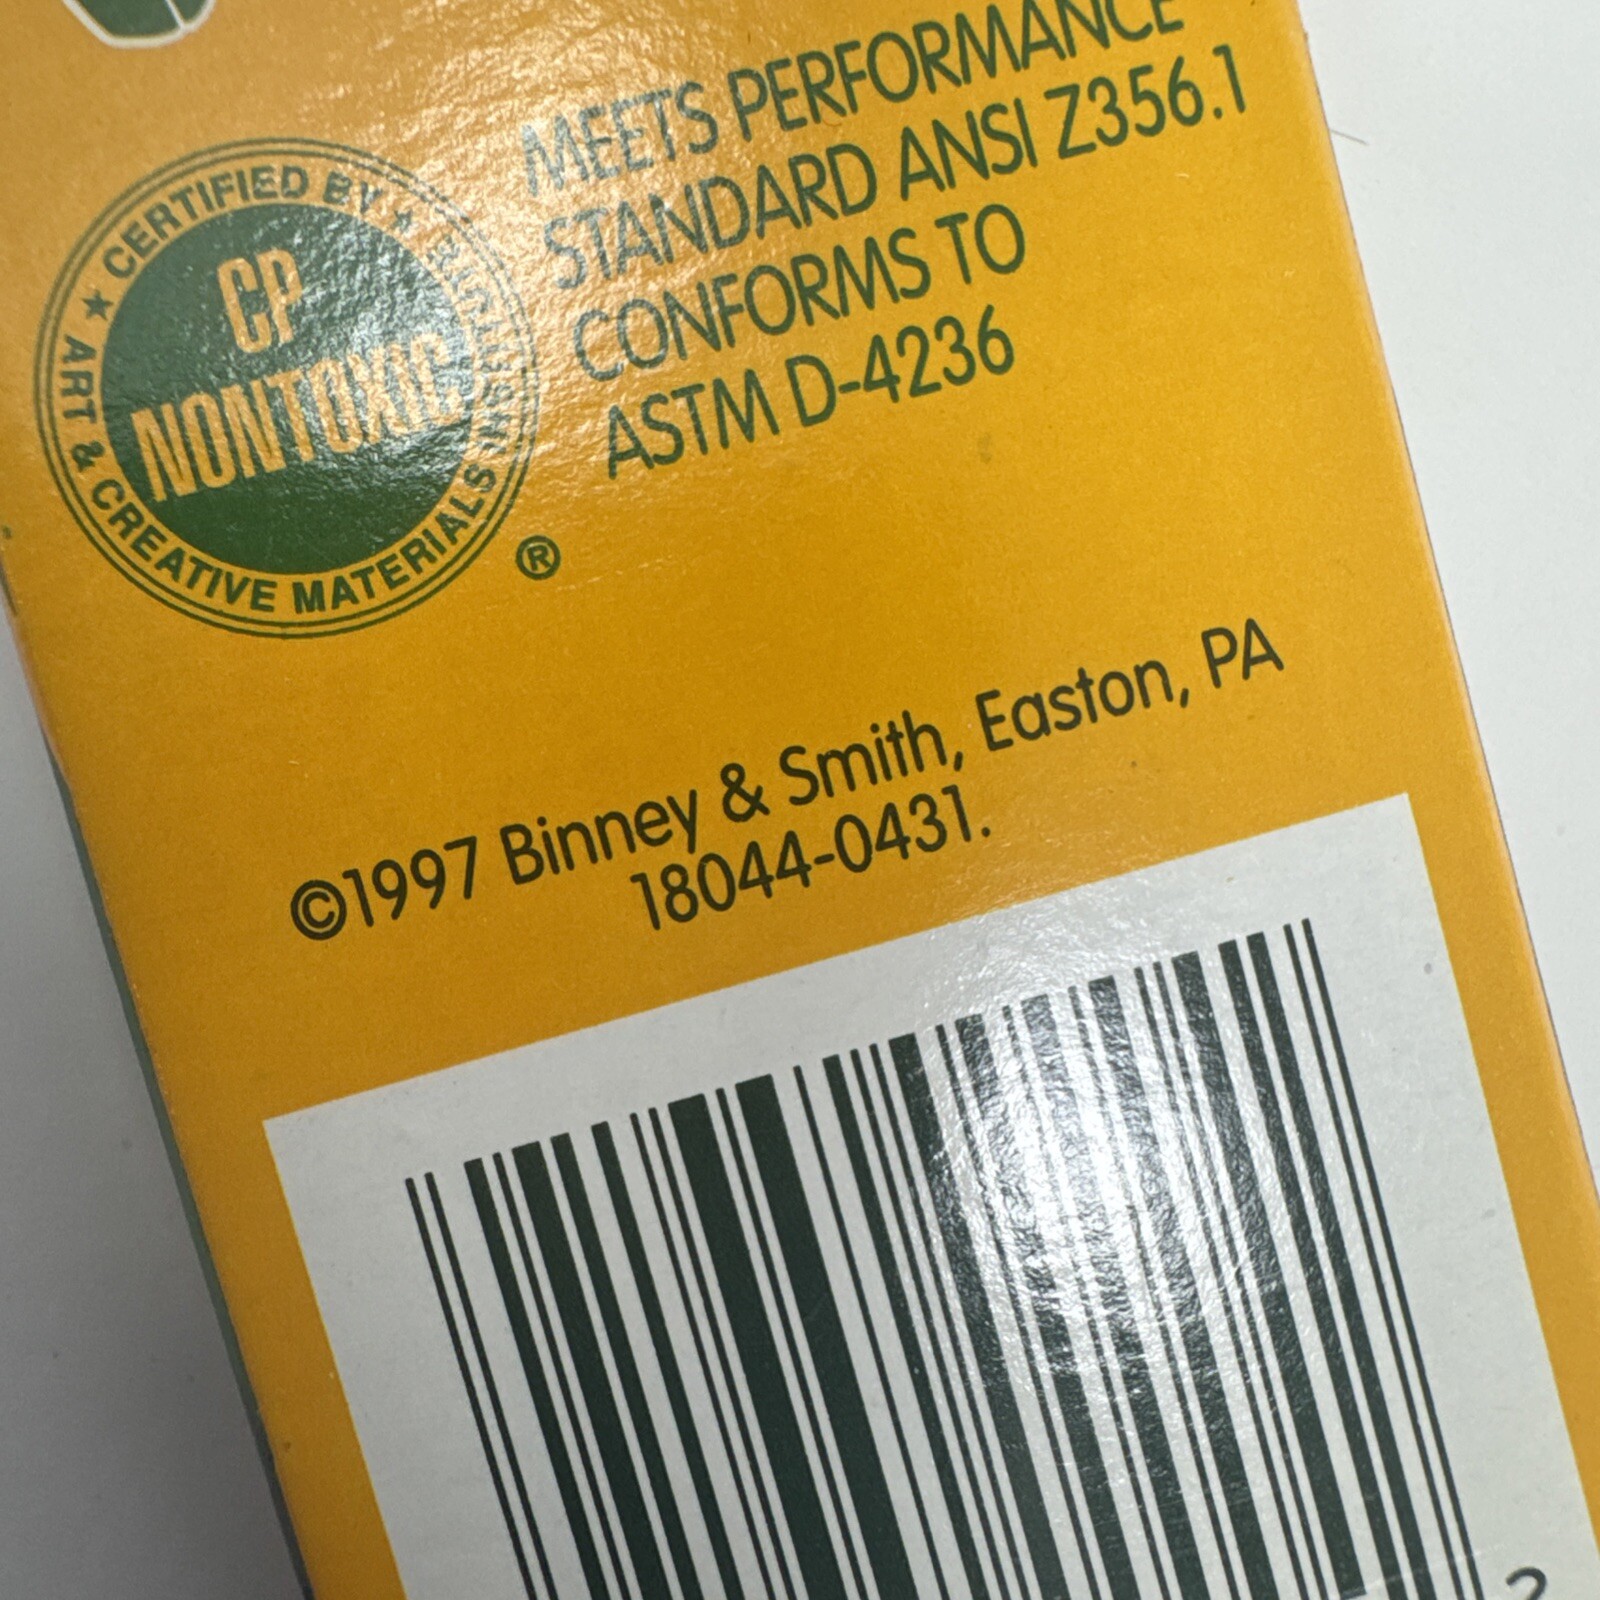 ★ CERTIFIED BY ★
ART & CREATIVE MATERIALS
CP
NONTOXIC
®
MEETS PERFORMANCE
STANDARD ANSI Z356.1
CONFORMS TO
ASTM D-4236
©1997 Binney & Smith, Easton, PA
18044-0431.